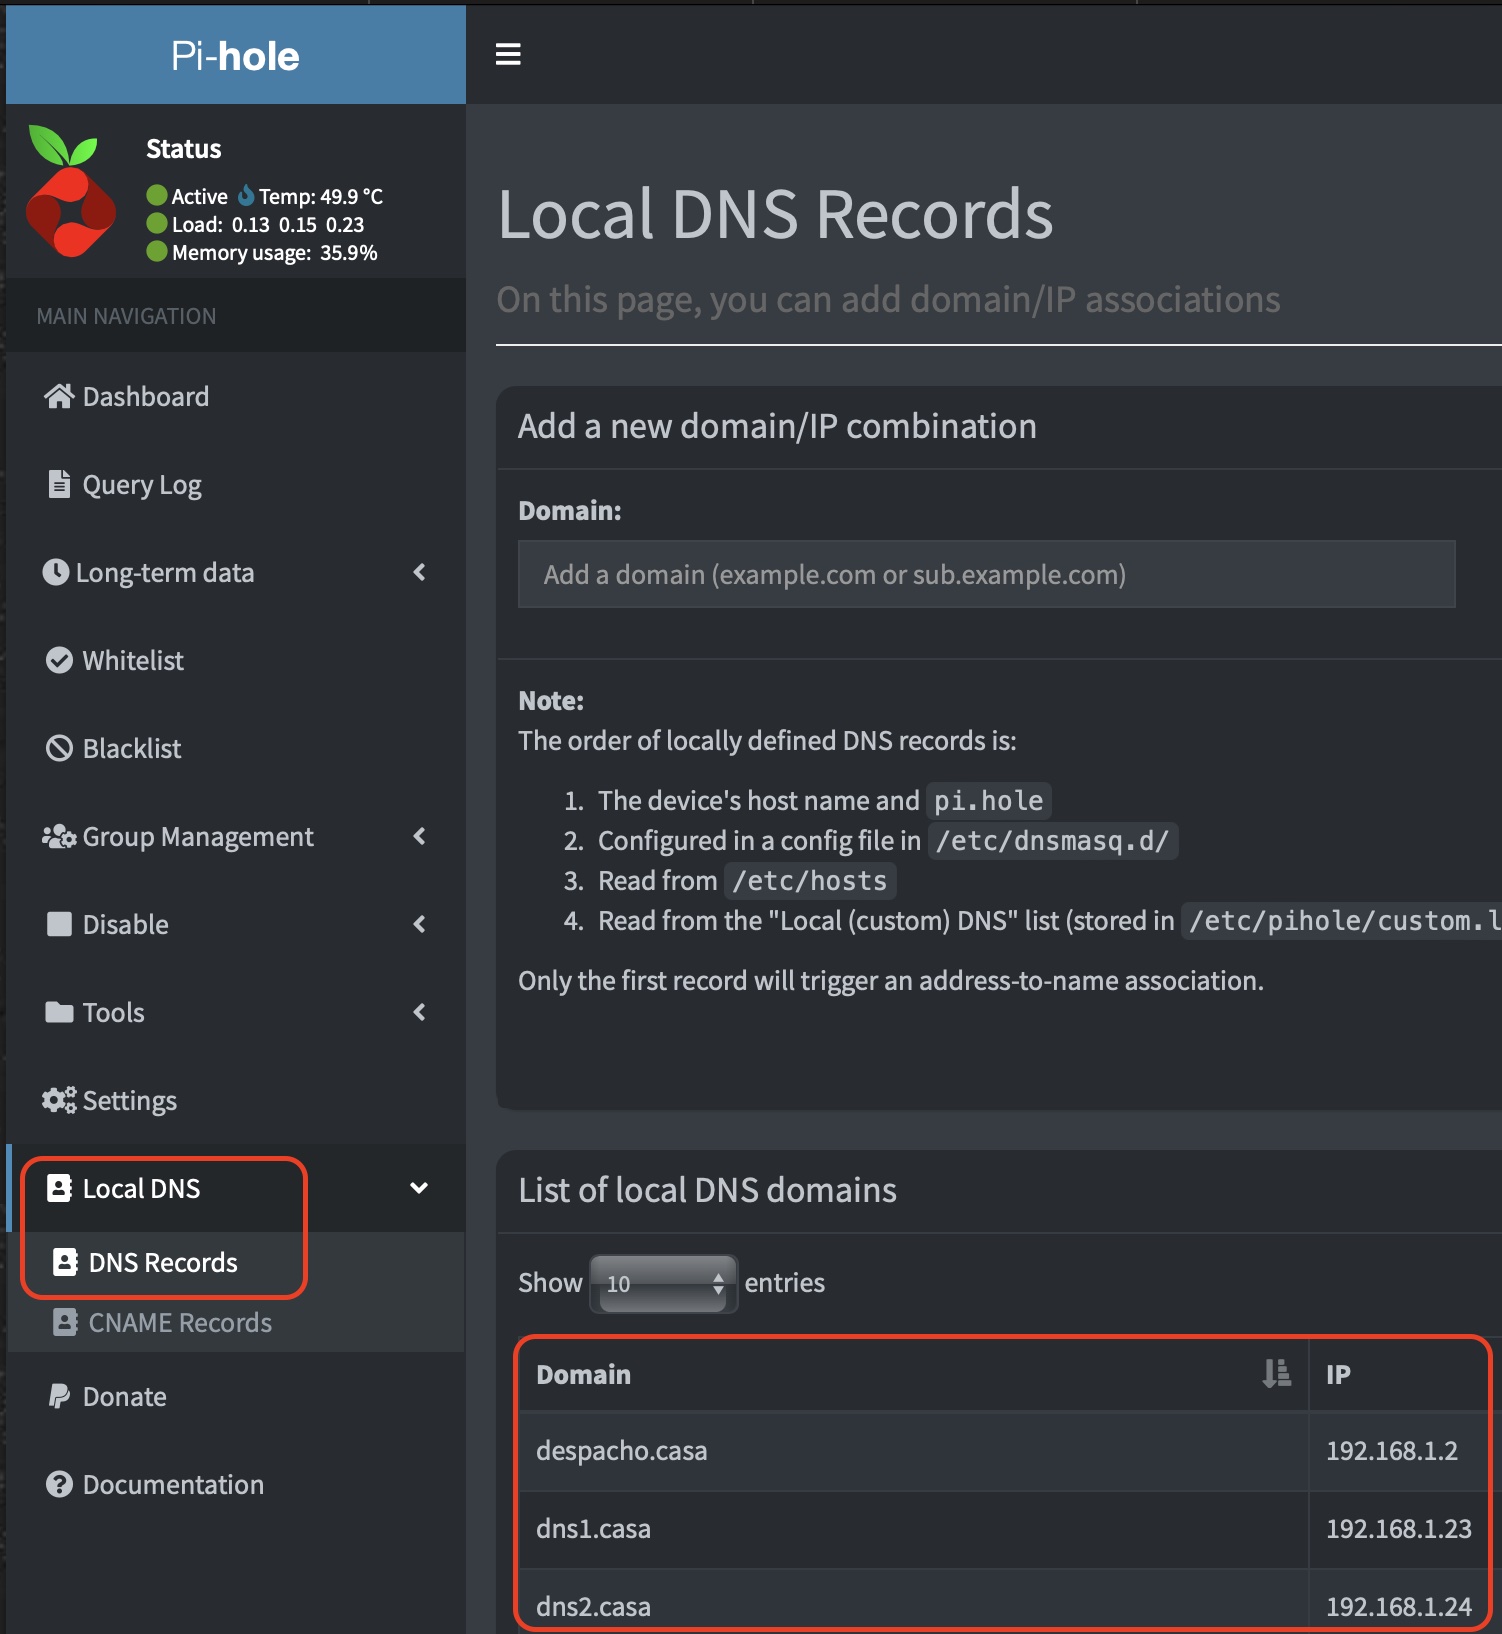 Pi-hole
Status
Active Temp: 49.9 °C
Load: 0.13 0.15 0.23
Memory usage: 35.9%
MAIN NAVIGATION
Dashboard
Query Log
Long-term data
Whitelist
Blacklist
Group Management
Disable
Tools
Settings
Local DNS
DNS Records
CNAME Records
Donate
Documentation
Local DNS Records
On this page, you can add domain/IP associations
Add a new domain/IP combination
Domain:
Add a domain (example.com or sub.example.com)
Note:
The order of locally defined DNS records is:
1. The device's host name and pi.hole
2. Configured in a config file in /etc/dnsmasq.d/
3. Read from /etc/hosts
4. Read from the "Local (custom) DNS" list (stored in /etc/pihole/custom.l
Only the first record will trigger an address-to-name association.
List of local DNS domains
Show 10 entries
Domain IP
despacho.casa 192.168.1.2
dns1.casa 192.168.1.23
dns2.casa 192.168.1.24